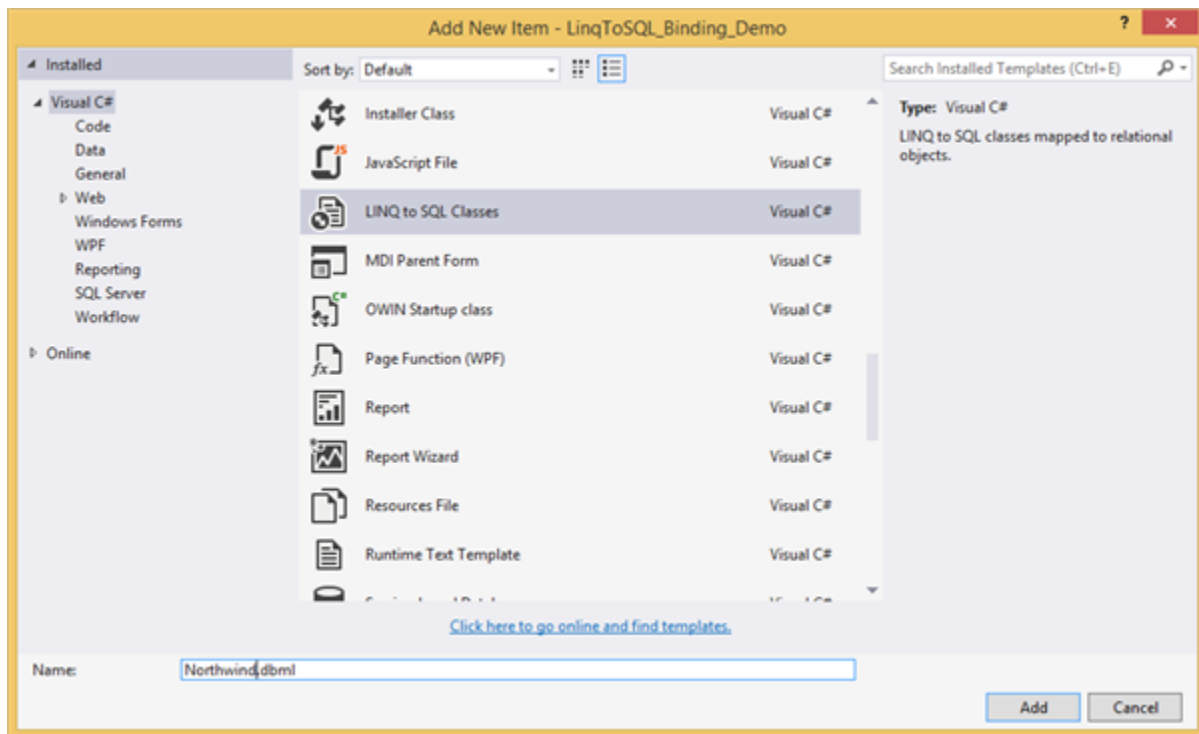 Add New Item - LinqToSQL_Binding_Demo
?
Installed
Sort by: Default
Search Installed Templates (Ctrl+E)
Visual C#
Code
Data
General
Web
Windows Forms
WPF
Reporting
SQL Server
Workflow
Online
Installer Class Visual C#
JS
JavaScript File Visual C#
LINQ to SQL Classes Visual C#
MDI Parent Form Visual C#
C#
OWIN Startup class Visual C#
fx
Page Function (WPF) Visual C#
Report Visual C#
Report Wizard Visual C#
Resources File Visual C#
Runtime Text Template Visual C#
Type: Visual C#
LINQ to SQL classes mapped to relational
objects.
Click here to go online and find templates.
Name: Northwind.dbml
Add Cancel